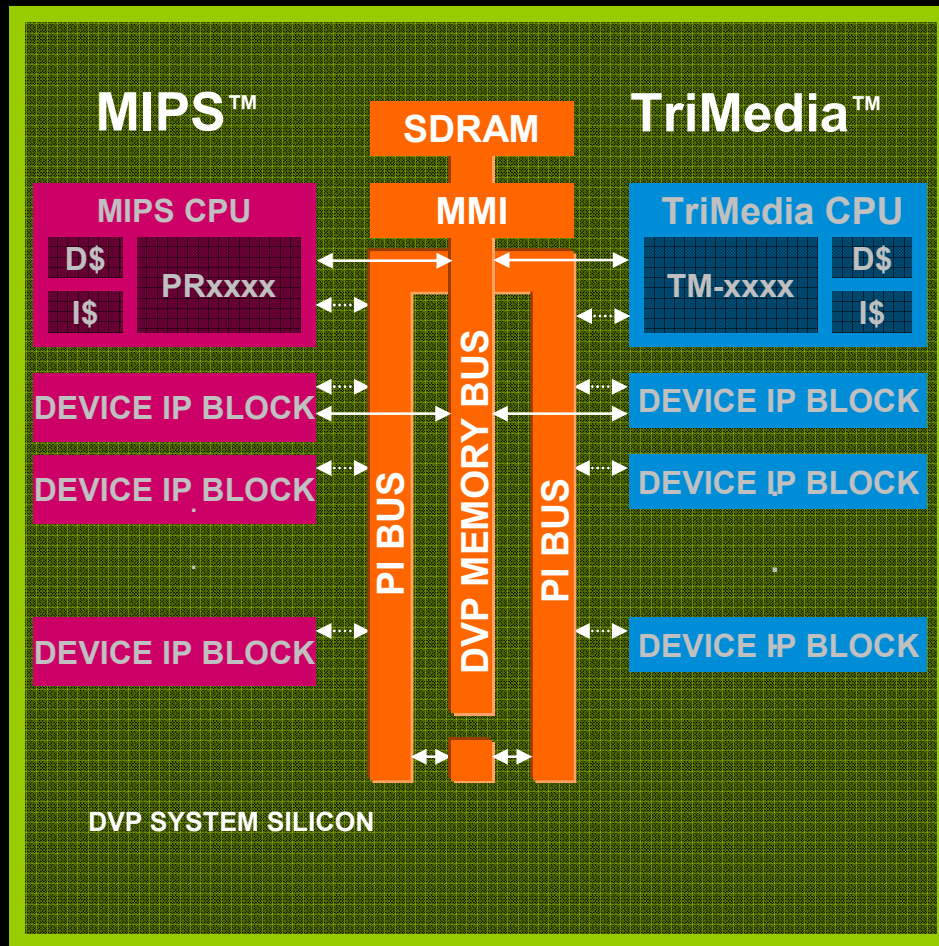 MIPS™
TriMedia™
SDRAM
MMI
MIPS CPU
D$
I$
PRxxxx
TriMedia CPU
TM-xxxx
D$
I$
DEVICE IP BLOCK
DEVICE IP BLOCK
DEVICE IP BLOCK
PI BUS
DVP MEMORY BUS
PI BUS
DEVICE IP BLOCK
DEVICE IP BLOCK
DEVICE IP BLOCK
DVP SYSTEM SILICON